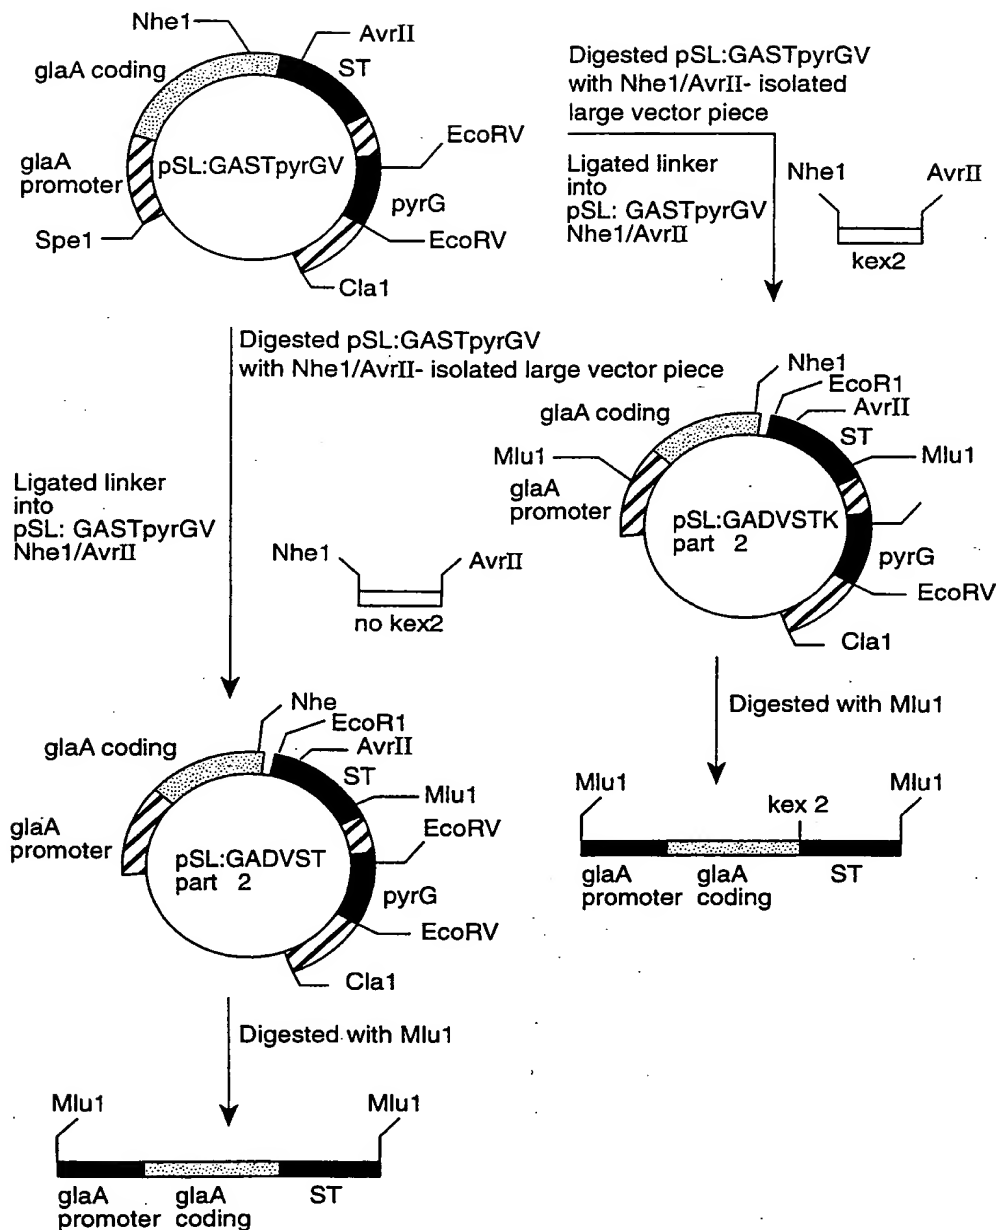 Nhe1
AvrII
glaA coding
ST
EcoRV
glaA
promoter
pSL:GASTpyrGV
pyrG
Spe1
EcoRV
Cla1
Digested pSL:GASTpyrGV
with Nhe1/AvrII- isolated
large vector piece
Ligated linker
into
pSL: GASTpyrGV
Nhe1/AvrII
Nhe1
AvrII
kex2
Digested pSL:GASTpyrGV
with Nhe1/AvrII- isolated large vector piece
Ligated linker
into
pSL: GASTpyrGV
Nhe1/AvrII
Nhe1
AvrII
no kex2
Nhe1
EcoR1
AvrII
glaA coding
ST
Mlu1
Mlu1
glaA
promoter
pSL:GADVSTK
part 2
pyrG
EcoRV
Cla1
Digested with Mlu1
Mlu1
Mlu1
kex 2
glaA
promoter
glaA
coding
ST
Nhe
EcoR1
AvrII
glaA coding
ST
Mlu1
EcoRV
glaA
promoter
pSL:GADVST
part 2
pyrG
EcoRV
Cla1
Digested with Mlu1
Mlu1
Mlu1
glaA
promoter
glaA
coding
ST